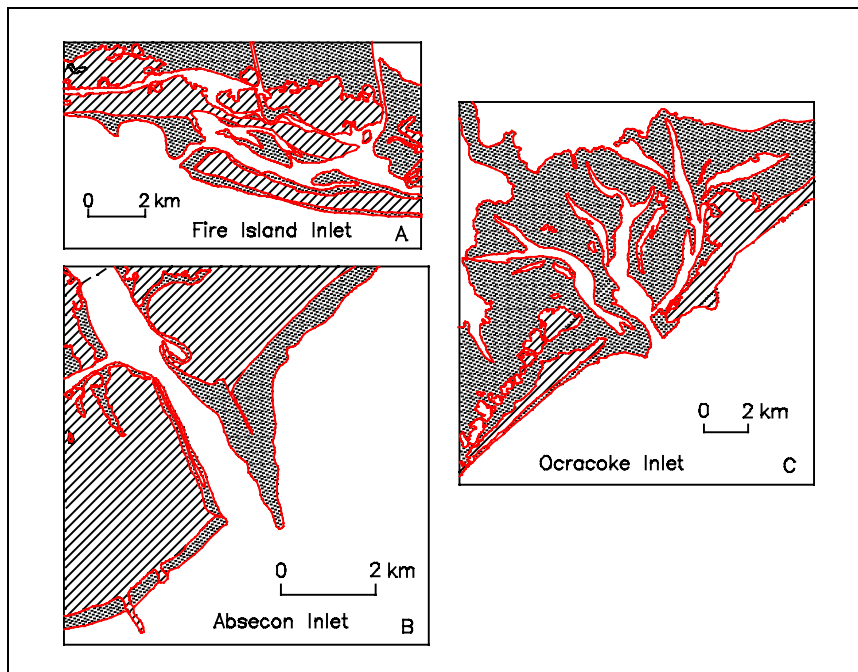 0 2 km
Fire Island Inlet A
0 2 km
Absecon Inlet B
0 2 km
Ocracoke Inlet C